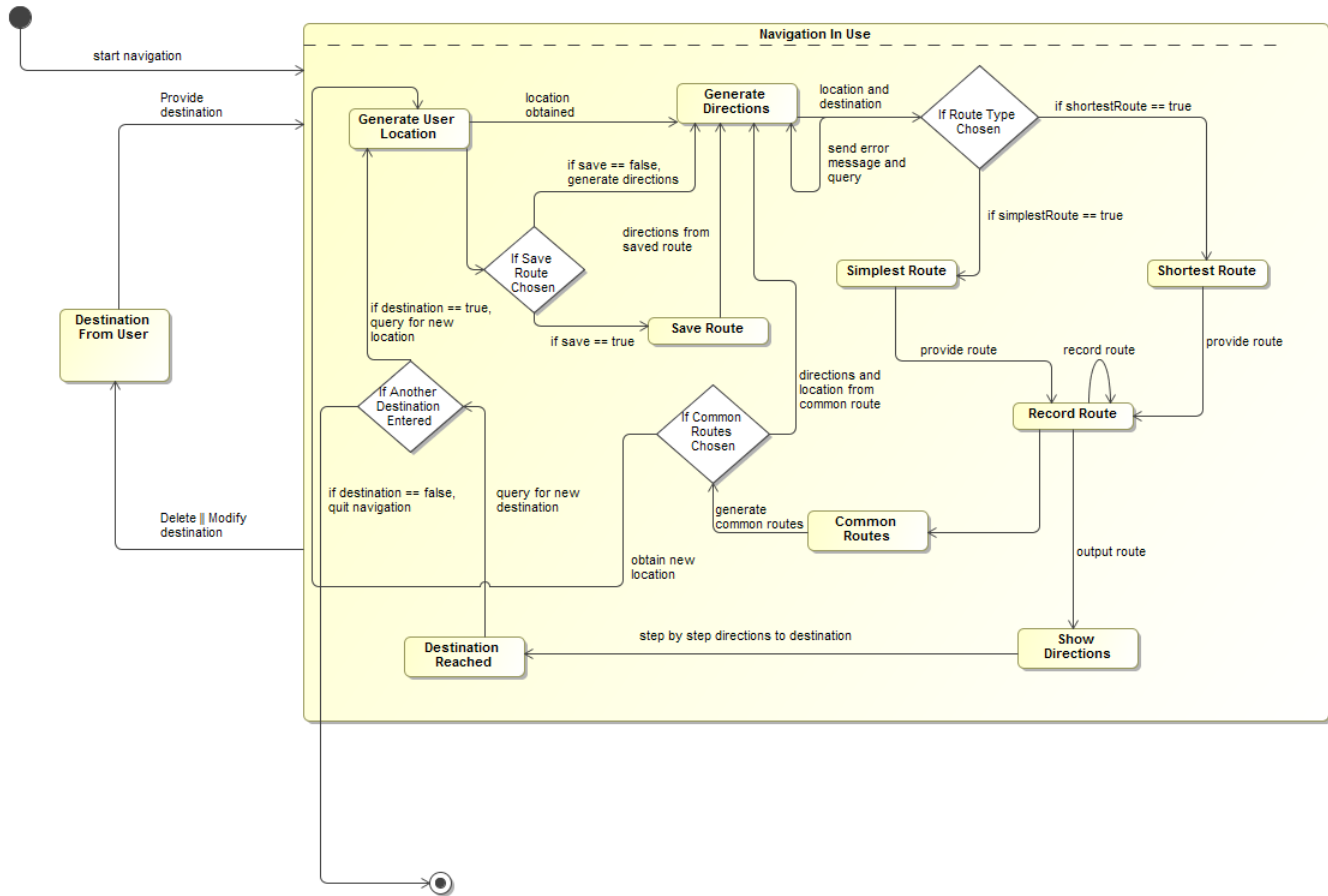 Navigation In Use
start navigation
Provide
destination
Generate User
Location
location
obtained
Generate
Directions
location and
destination
If Route Type
Chosen
if shortestRoute == true
send error
message and
query
if save == false,
generate directions
if simplestRoute == true
directions from
saved route
If Save
Route
Chosen
Simplest Route
Shortest Route
if destination == true,
query for new
location
Destination
From User
Save Route
if save == true
provide route
record route
provide route
If Another
Destination
Entered
directions and
location from
common route
If Common
Routes
Chosen
Record Route
if destination == false,
quit navigation
query for new
destination
Delete || Modify
destination
generate
common routes
Common
Routes
obtain new
location
output route
Destination
Reached
step by step directions to destination
Show
Directions